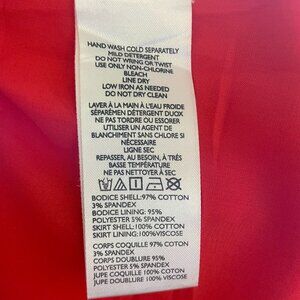 HAND WASH COLD SEPARATELY
MILD DETERGENT
DO NOT WRING OR TWIST
USE ONLY NON-CHLORINE
BLEACH
LINE DRY
LOW IRON AS NEEDED
DO NOT DRY CLEAN
LAVER À LA MAIN À L'EAU FROIDE
SÉPARÉMEN DÉTERGENT DUOX
NE PAS TORDRE OU ESSORER
UTILISER UN AGENT DE
BLANCHIMENT SANS CHLORE SI
NÉCESSAIRE
LIGNE SEC
REPASSER, AU BESOIN, À TRÈS
BASSE TEMPÉRATURE
NE PAS NETTOYER À SEC
BODICE SHELL:97% COTTON
3% SPANDEX
BODICE LINING: 95%
POLYESTER 5% SPANDEX
SKIRT SHELL:100% COTTON
SKIRT LINING:100%VISCOSE
CORPS COQUILLE 97% COTON
3% SPANDEX
CORPS DOUBLURE 95%
POLYESTER 5% SPANDEX
JUPE COQUILLE 100% COTON
JUPE DOUBLURE 100% VISCOSE